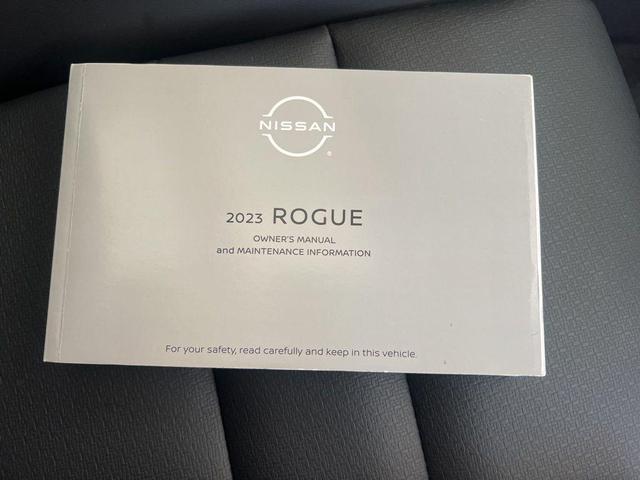 NISSAN
®
2023 ROGUE
OWNER'S MANUAL
and MAINTENANCE INFORMATION
For your safety, read carefully and keep in this vehicle.